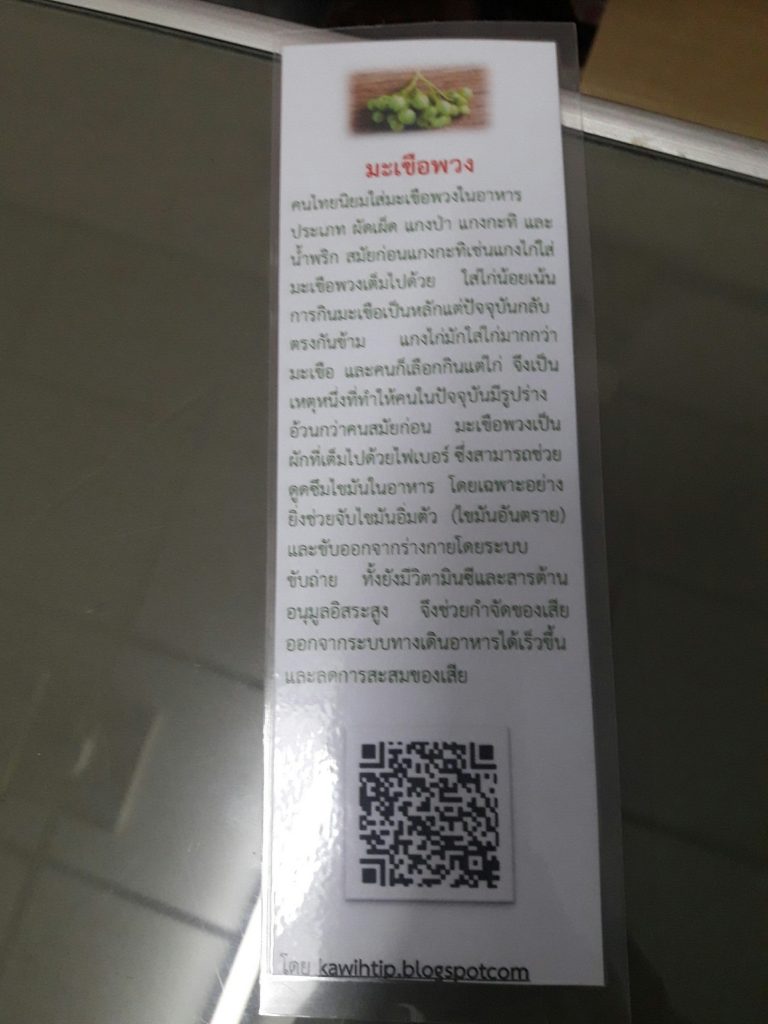 มะเขือพวง
คนไทยนิยมใส่มะเขือพวงในอาหาร
ประเภท ผัดเผ็ด แกงป่า แกงกะทิ และ
น้ำพริก สมัยก่อนแกงกะทิเช่นแกงไก่ใส่
มะเขือพวงเต็มไปด้วย ใส่ไก่น้อยเน้น
การกินมะเขือเป็นหลักแต่ปัจจุบันกลับ
ตรงกันข้าม แกงไก่มักใส่ไก่มากกว่า
มะเขือ และคนก็เลือกกินแต่ไก่ จึงเป็น
เหตุหนึ่งที่ทำให้คนในปัจจุบันมีรูปร่าง
อ้วนกว่าคนสมัยก่อน มะเขือพวงเป็น
ผักที่เต็มไปด้วยไฟเบอร์ ซึ่งสามารถช่วย
ดูดซึมไขมันในอาหาร โดยเฉพาะอย่าง
ยิ่งช่วยจับไขมันอิ่มตัว (ไขมันอันตราย)
และขับออกจากร่างกายโดยระบบ
ขับถ่าย ทั้งยังมีวิตามินซีและสารต้าน
อนุมูลอิสระสูง จึงช่วยกำจัดของเสีย
ออกจากระบบทางเดินอาหารได้เร็วขึ้น
และลดการสะสมของเสีย
โดย kawihtip.blogspotcom